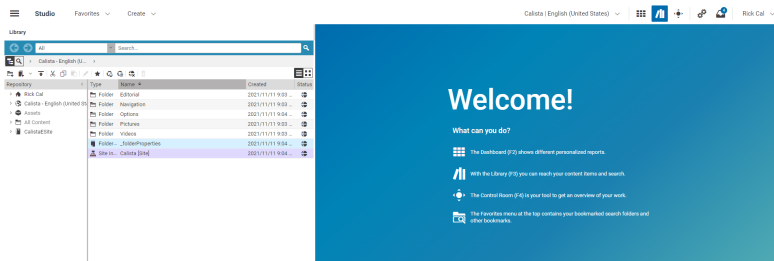 Studio Favorites Create Calista | English (United States) Rick Cal
Library
All Search...
Calista - English (U...
Repository Type Name Created Status
Rick Cal
Calista - English (United St
Assets
All Content
CalistaESite
Folder Editorial 2021/11/11 9:03 ...
Folder Navigation 2021/11/11 9:03 ...
Folder Options 2021/11/11 9:04 ...
Folder Pictures 2021/11/11 9:03 ...
Folder Videos 2021/11/11 9:03 ...
Folder... _folderProperties 2021/11/11 9:04 ...
Site In... Calista [Site] 2021/11/11 9:04 ...
Welcome!
What can you do?
The Dashboard (F2) shows different personalized reports.
With the Library (F3) you can reach your content items and search.
The Control Room (F4) is your tool to get an overview of your work.
The Favorites menu at the top contains your bookmarked search folders and
other bookmarks.